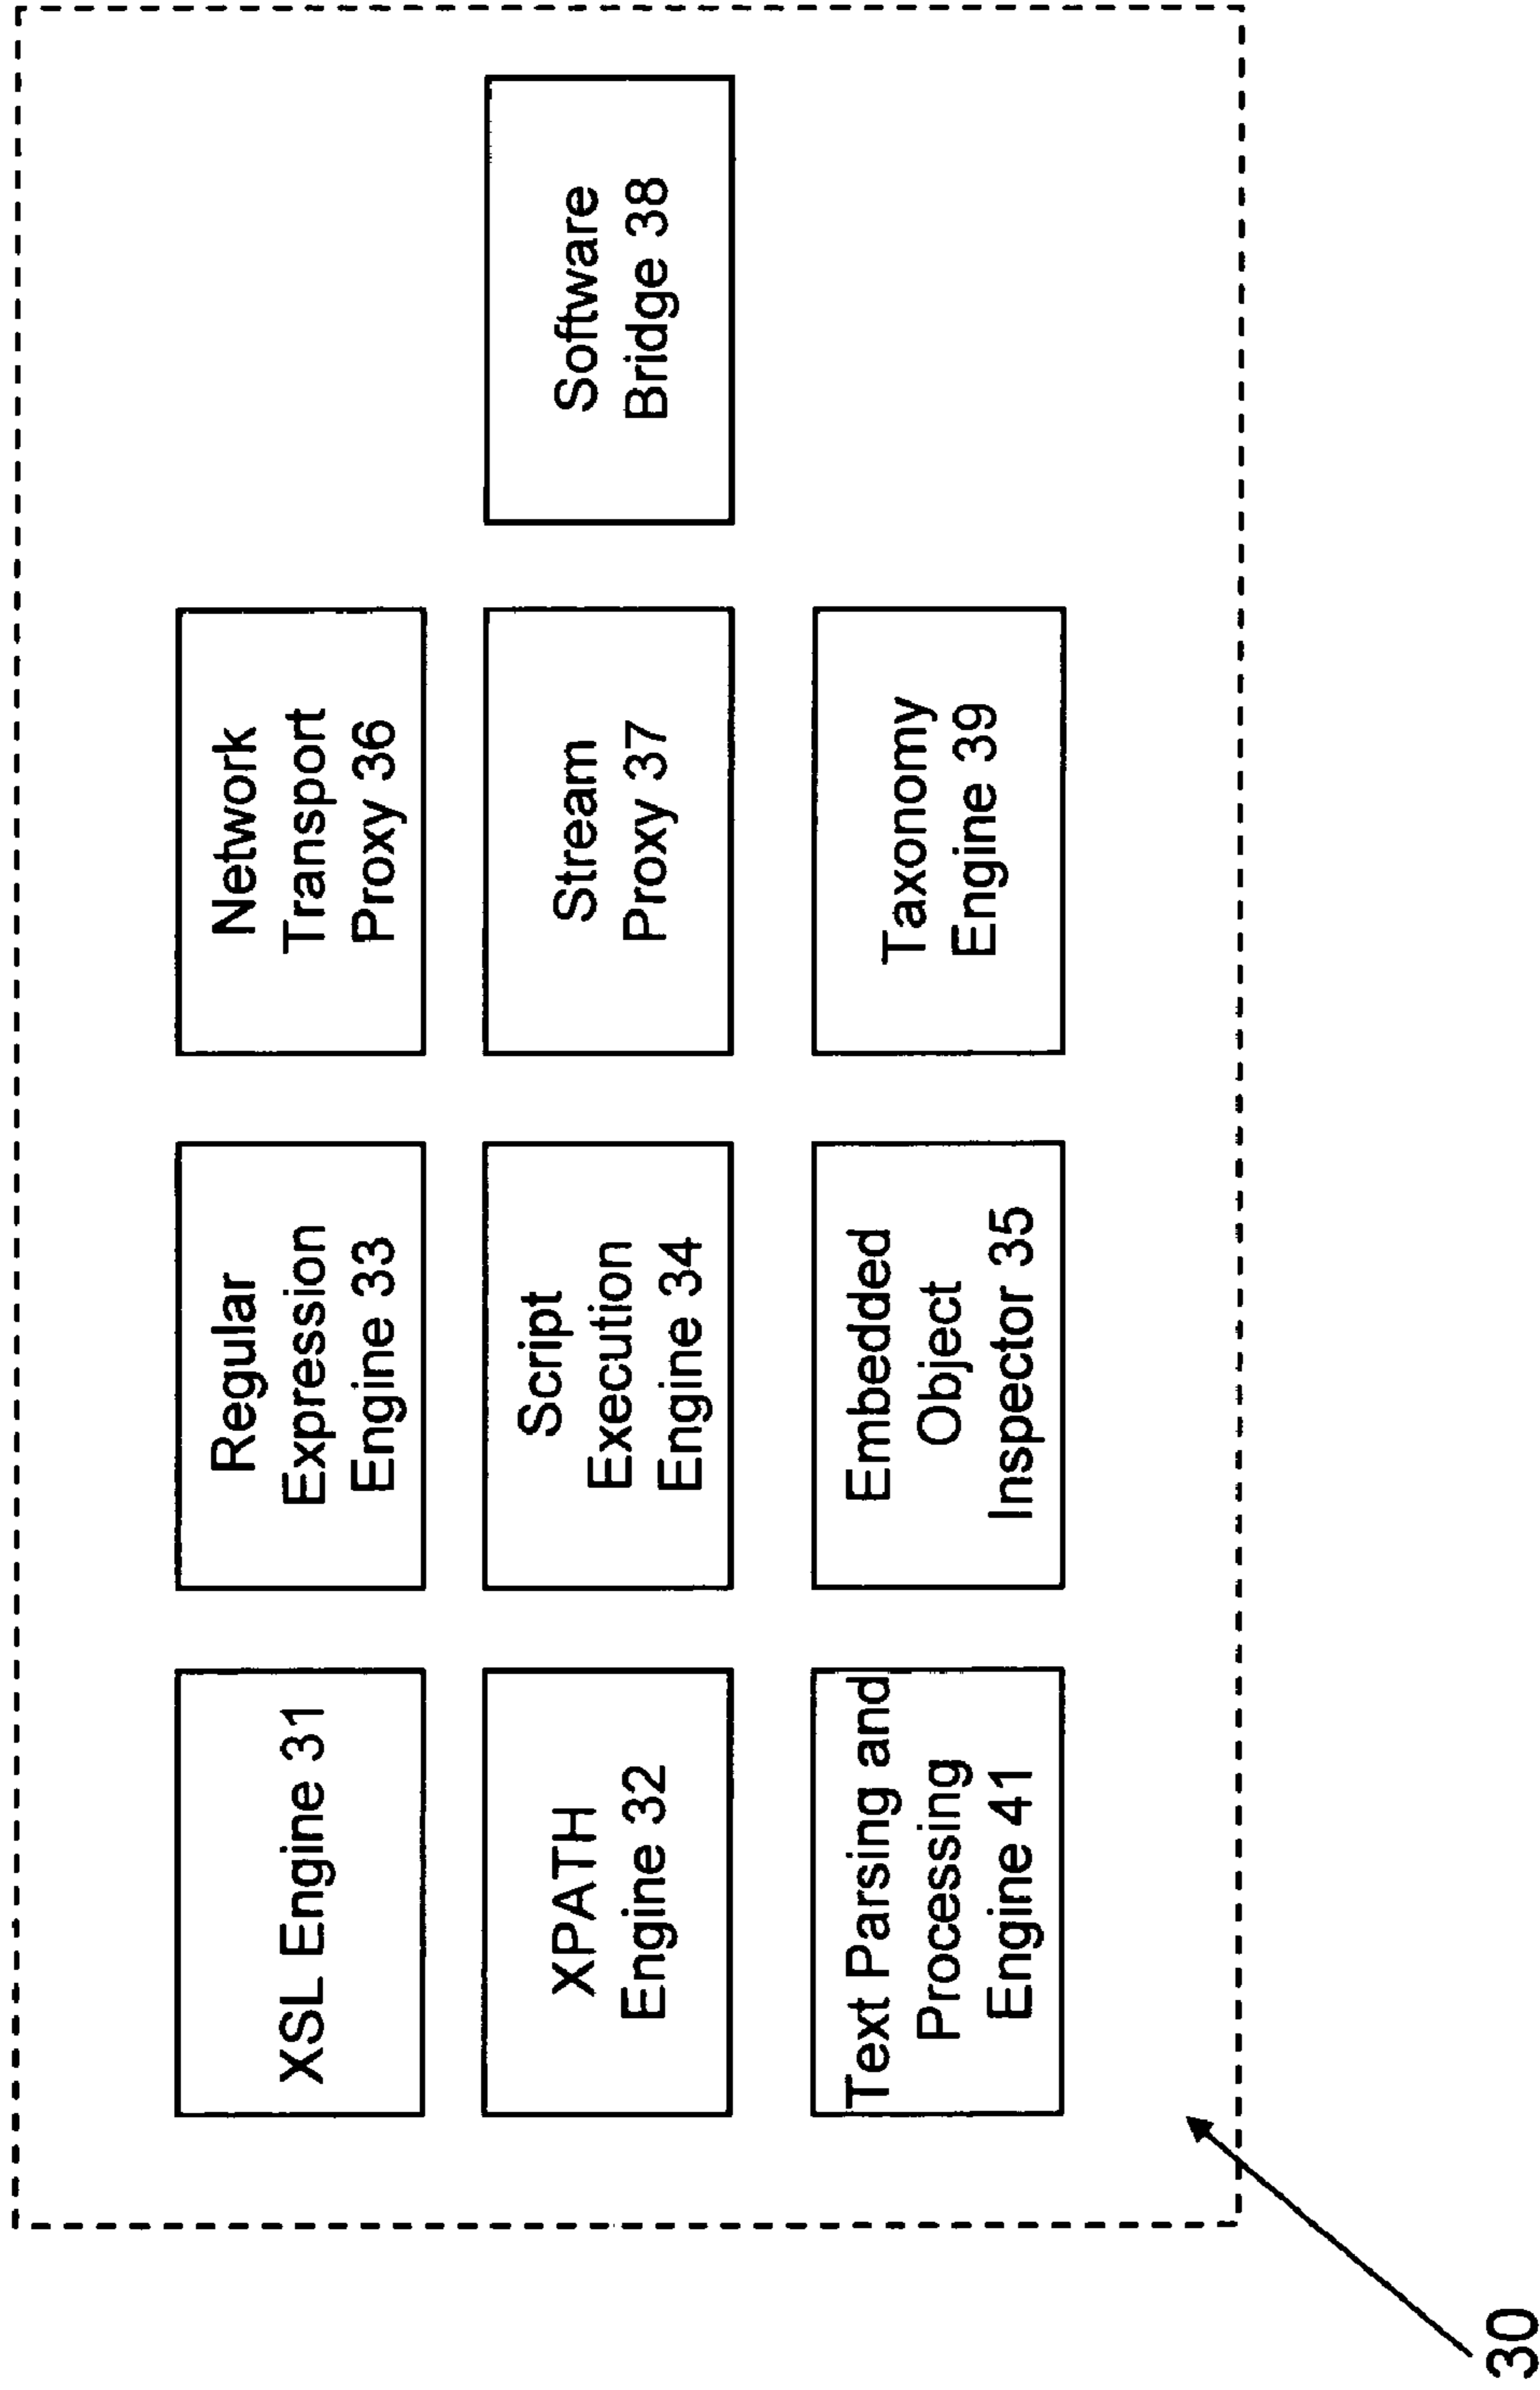 XSL Engine 31
Regular
Expression
Engine 33
Network
Transport
Proxy 36
XPATH
Engine 32
Script
Execution
Engine 34
Stream
Proxy 37
Software
Bridge 38
Text Parsing and
Processing
Engine 41
Embedded
Object
Inspector 35
Taxonomy
Engine 39
30